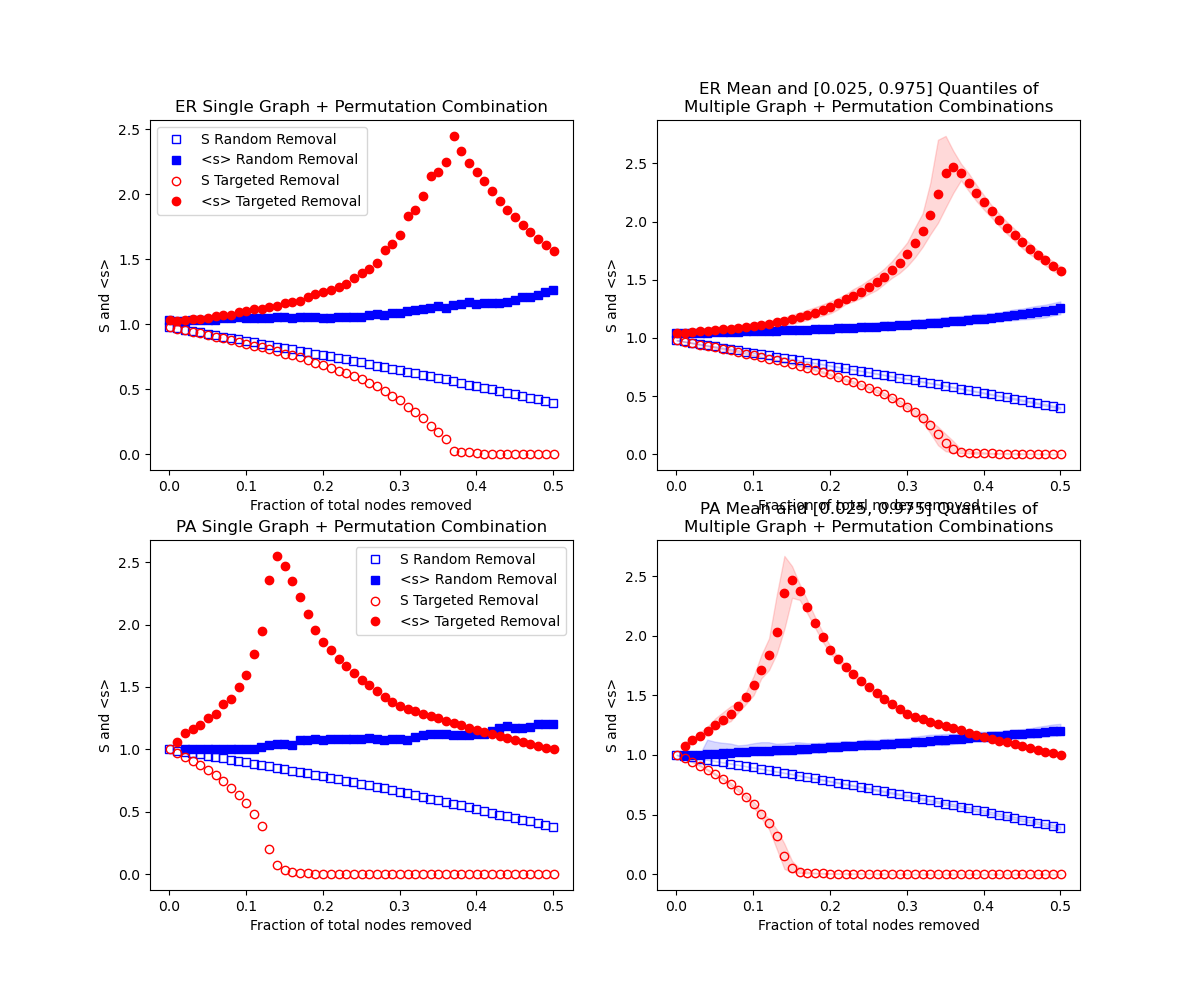 ER Single Graph + Permutation Combination
S and <s>
2.5
2.0
1.5
1.0
0.5
0.0
S Random Removal
<s> Random Removal
S Targeted Removal
<s> Targeted Removal
0.0 0.1 0.2 0.3 0.4 0.5
Fraction of total nodes removed
ER Mean and [0.025, 0.975] Quantiles of
Multiple Graph + Permutation Combinations
S and <s>
2.5
2.0
1.5
1.0
0.5
0.0
0.0 0.1 0.2 0.3 0.4 0.5
Fraction of total nodes removed
PA Single Graph + Permutation Combination
S and <s>
2.5
2.0
1.5
1.0
0.5
0.0
S Random Removal
<s> Random Removal
S Targeted Removal
<s> Targeted Removal
0.0 0.1 0.2 0.3 0.4 0.5
Fraction of total nodes removed
PA Mean and [0.025, 0.975] Quantiles of
Multiple Graph + Permutation Combinations
S and <s>
2.5
2.0
1.5
1.0
0.5
0.0
0.0 0.1 0.2 0.3 0.4 0.5
Fraction of total nodes removed